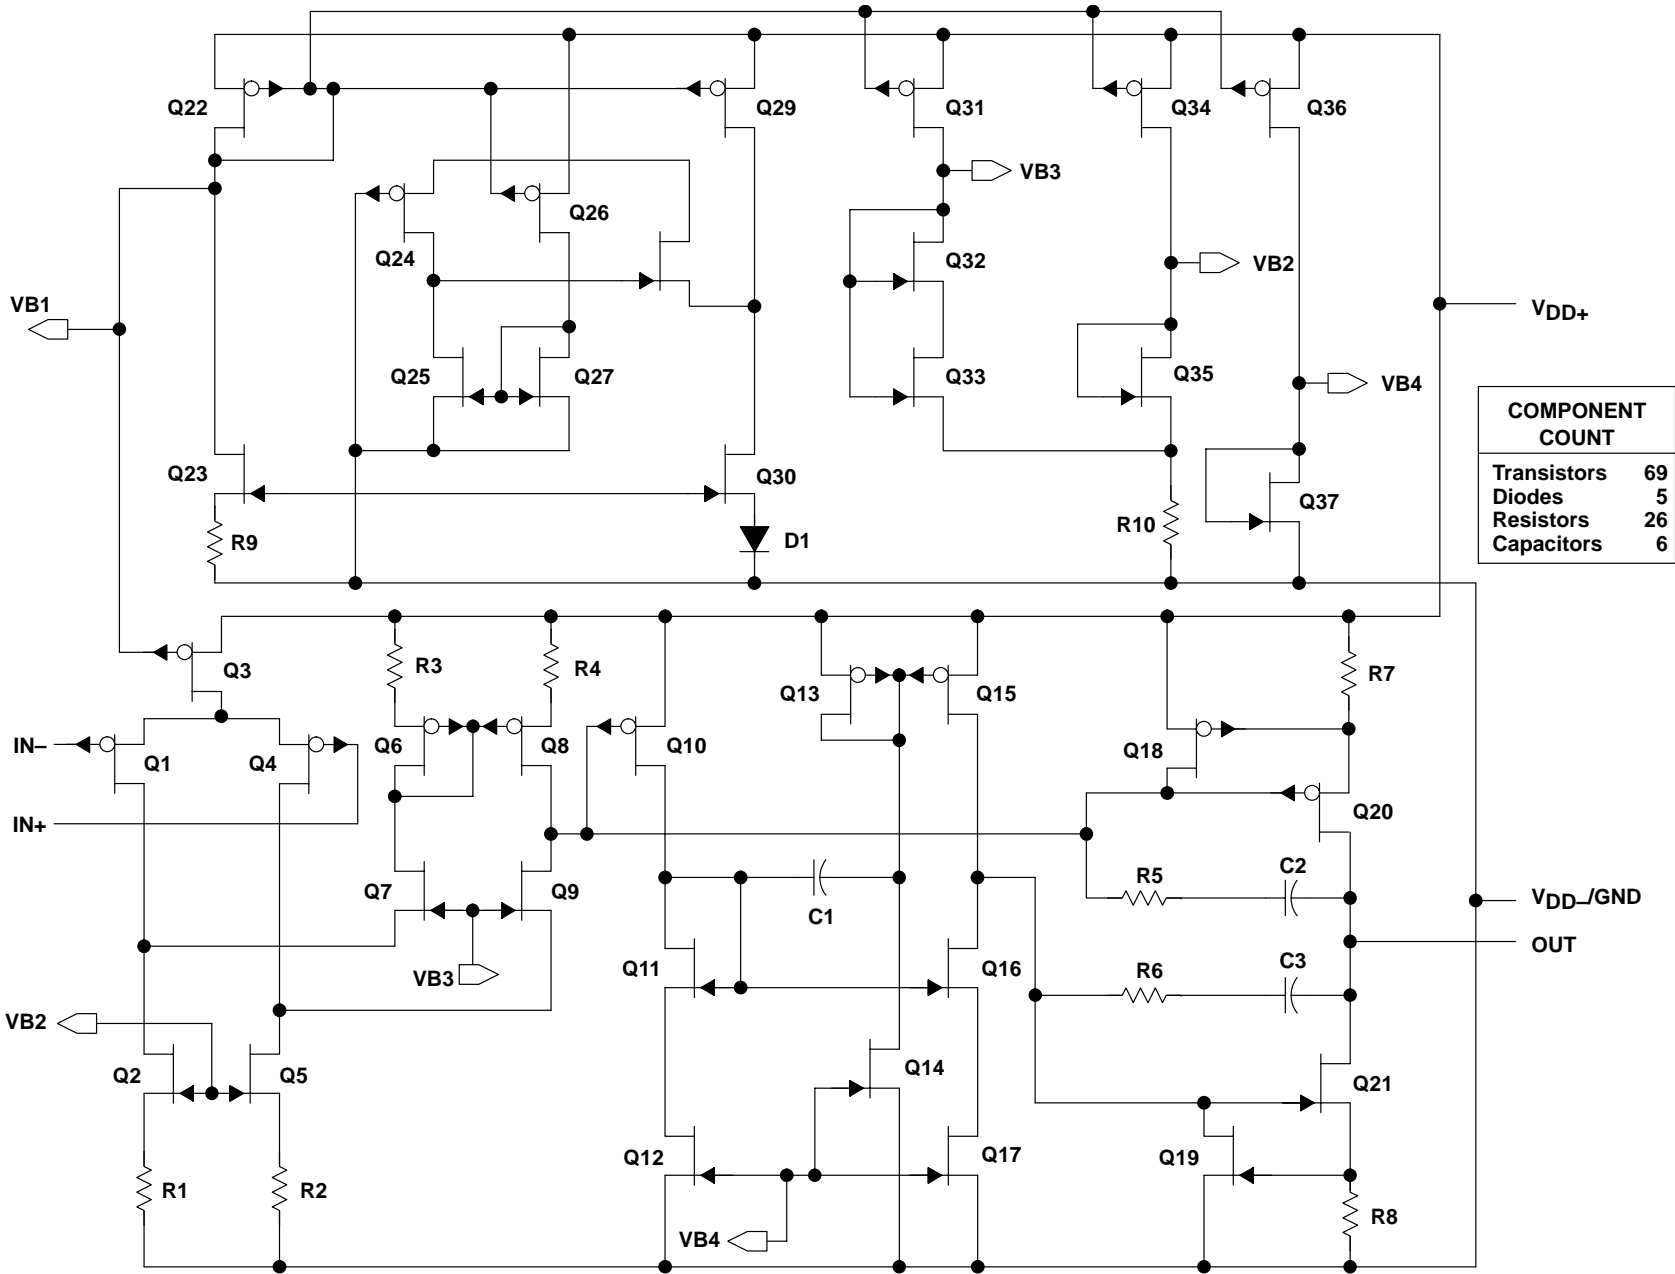 Q22
Q29
Q31
Q34
Q36
VB3
Q26
Q24
Q32
VB2
VB1
VDD+
Q25
Q27
Q33
Q35
VB4
COMPONENT
COUNT
Transistors 69
Diodes 5
Resistors 26
Capacitors 6
Q23
Q30
Q37
R9
D1
R10
Q3
R3
R4
Q13
Q15
R7
IN–
Q1
Q4
Q6
Q8
Q10
Q18
IN+
Q20
Q7
Q9
C1
R5
C2
VDD–/GND
OUT
VB3
Q11
Q16
R6
C3
VB2
Q2
Q5
Q14
Q21
Q12
Q17
Q19
R1
R2
R8
VB4